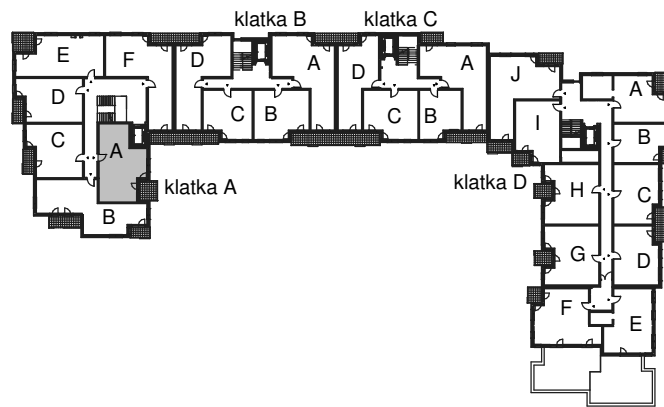 klatka B klatka C
E F D A D A J A
D I B
C A C B C B
klatka A klatka D
B H C
G D
F E